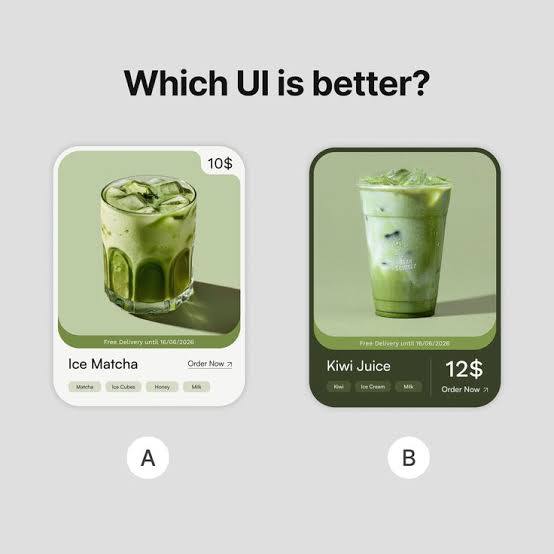 Which UI is better?
10$
Free Delivery until 16/06/2026
Ice Matcha
Order Now ↗
Matcha
Ice Cubes
Honey
Milk
A
Free Delivery until 16/06/2026
Kiwi Juice
12$
Kiwi
Ice Cream
Milk
Order Now ↗
B